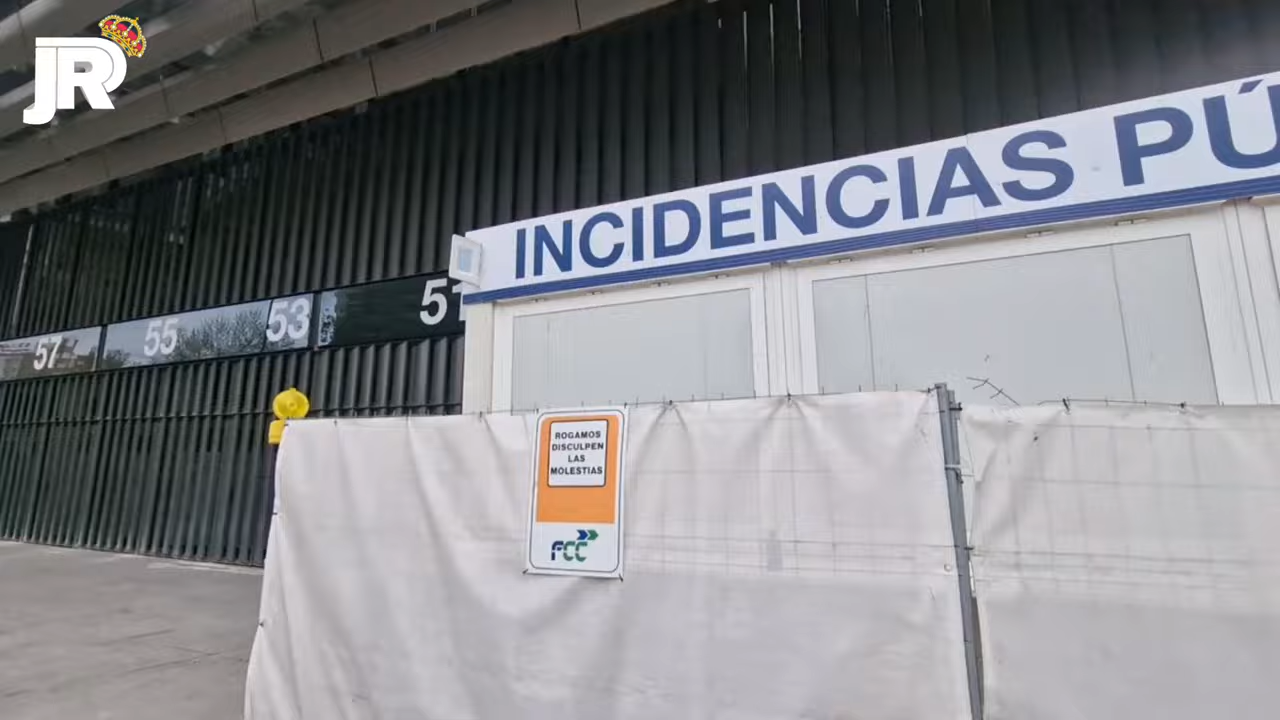 JR
INCIDENCIAS PÚ
57
55
53
51
ROGAMOS
DISCULPEN
LAS
MOLESTIAS
FCC